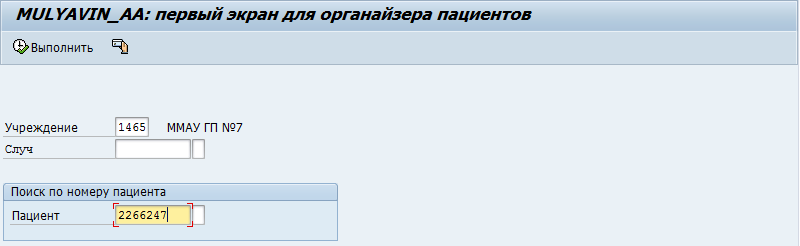 MULYAVIN_AA: первый экран для органайзера пациентов
Выполнить
Учреждение 1465 ММАУ ГП №7
Случ
Поиск по номеру пациента
Пациент 2266247